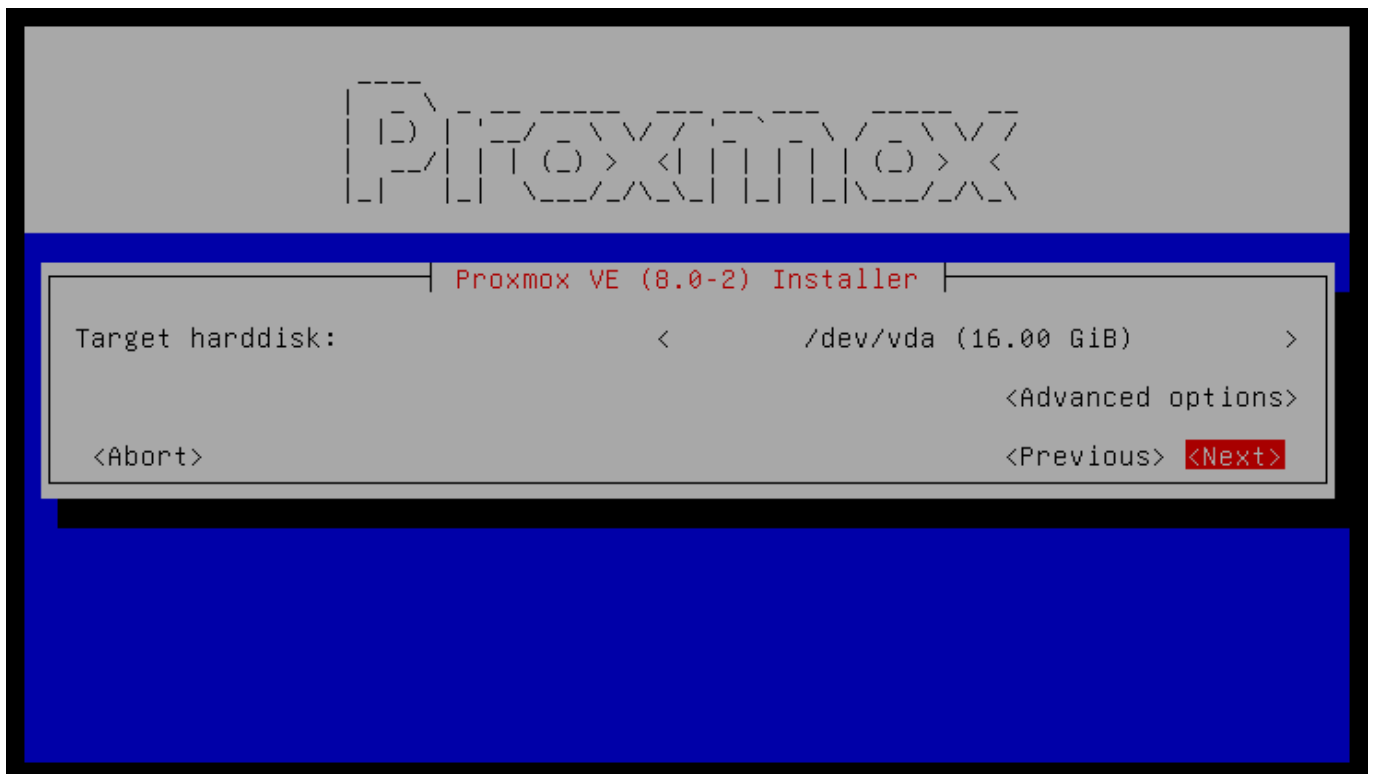 Proxmox
Proxmox VE (8.0-2) Installer
Target harddisk: < /dev/vda (16.00 GiB) >
<Advanced options>
<Abort> <Previous> <Next>